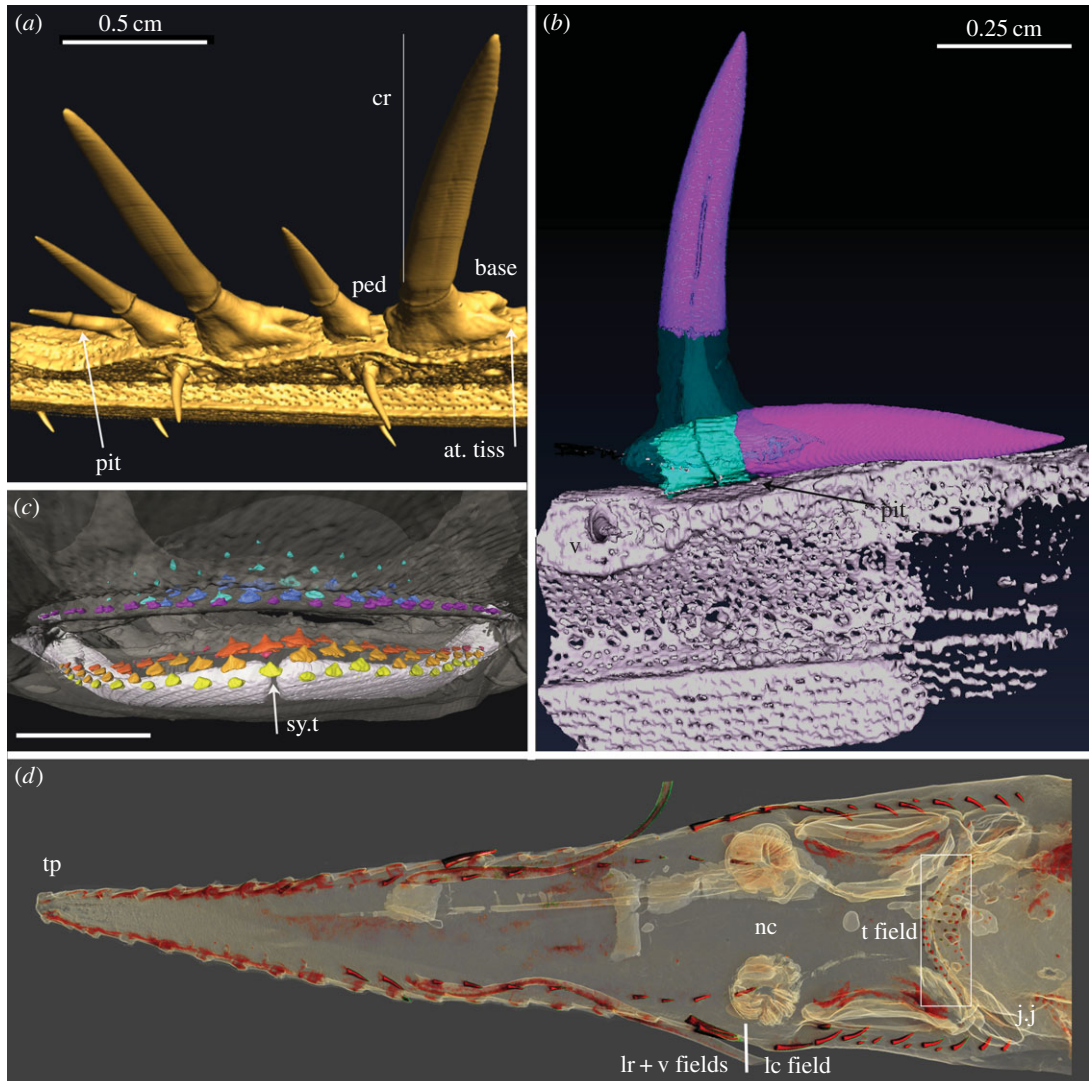 (a)
0.5 cm
cr
ped
base
pit
at. tiss
(b)
0.25 cm
pit
v
(c)
sy.t
(d)
tp
nc
t field
j.j
lr + v fields
lc field